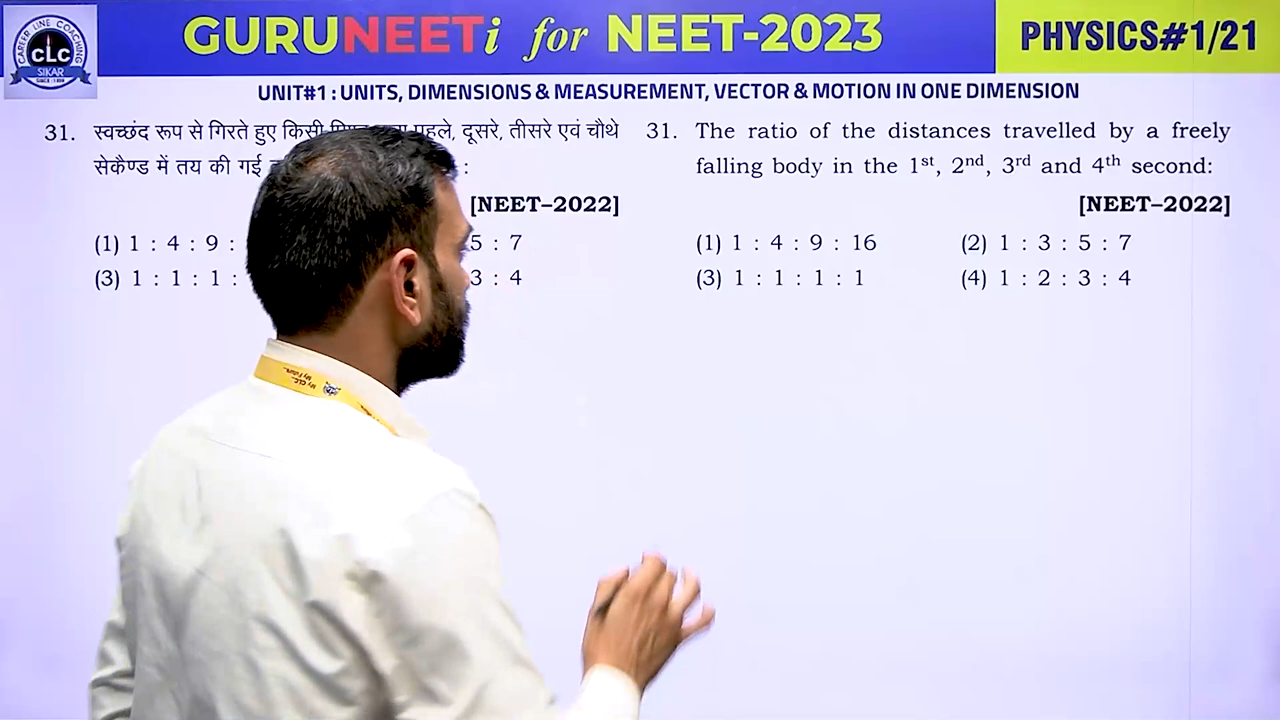 CAREER LINE COACHING
CLC
SIKAR
GURUNEETi for NEET-2023
PHYSICS#1/21
UNIT#1 : UNITS, DIMENSIONS & MEASUREMENT, VECTOR & MOTION IN ONE DIMENSION
31. स्वच्छंद रूप से गिरते हुए किसी पहले, दूसरे, तीसरे एवं चौथे
सेकैण्ड में तय की गई :
[NEET–2022]
(1) 1 : 4 : 9 : 5 : 7
(3) 1 : 1 : 1 : 3 : 4
31. The ratio of the distances travelled by a freely
falling body in the 1st, 2nd, 3rd and 4th second:
[NEET–2022]
(1) 1 : 4 : 9 : 16 (2) 1 : 3 : 5 : 7
(3) 1 : 1 : 1 : 1 (4) 1 : 2 : 3 : 4
My CLC
My Future